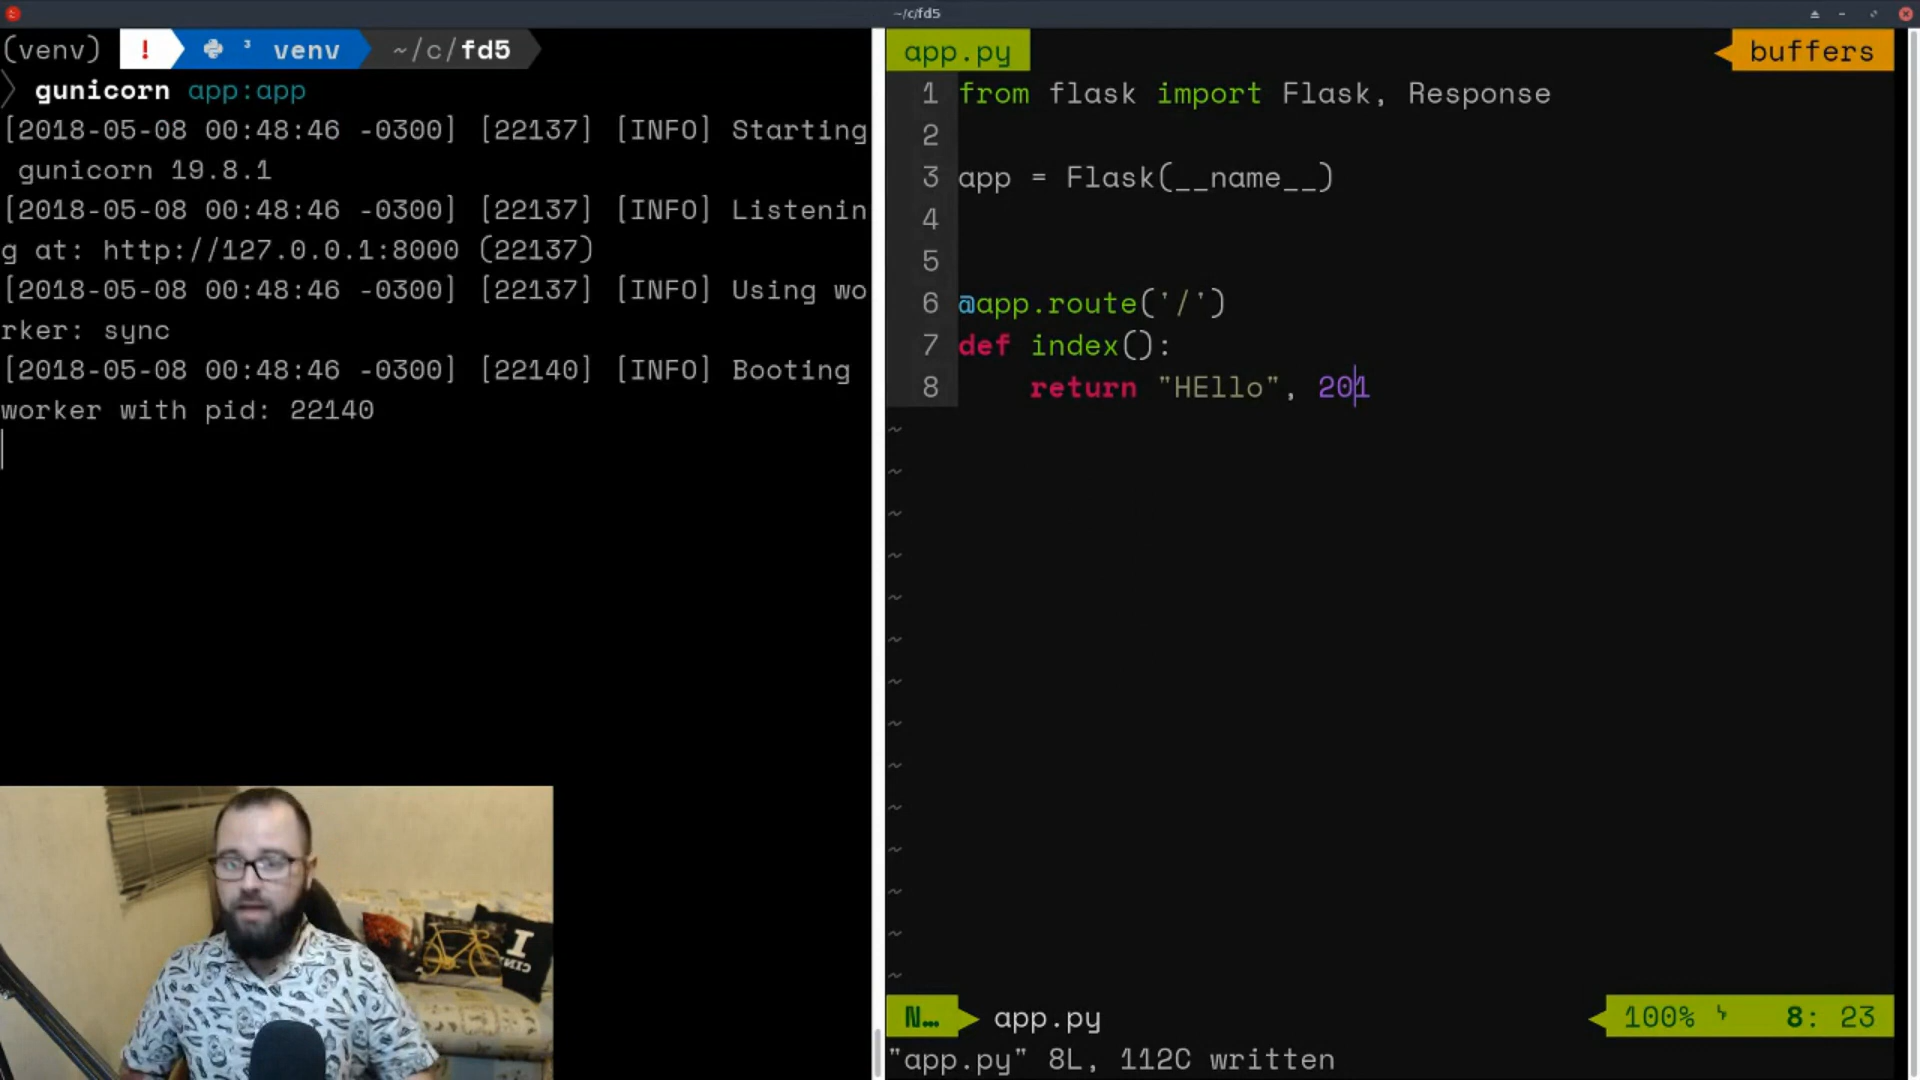 ~/c/fd5
(venv) ! ³ venv ~/c/fd5
gunicorn app:app
[2018-05-08 00:48:46 -0300] [22137] [INFO] Starting
gunicorn 19.8.1
[2018-05-08 00:48:46 -0300] [22137] [INFO] Listenin
g at: http://127.0.0.1:8000 (22137)
[2018-05-08 00:48:46 -0300] [22137] [INFO] Using wo
rker: sync
[2018-05-08 00:48:46 -0300] [22140] [INFO] Booting
worker with pid: 22140
app.py
buffers
1 from flask import Flask, Response
2
3 app = Flask(__name__)
4
5
6 @app.route('/')
7 def index():
8     return "HEllo", 201
~
~
~
~
~
~
~
~
~
~
~
~
~
~
N… app.py 100% 8: 23
"app.py" 8L, 112C written
I